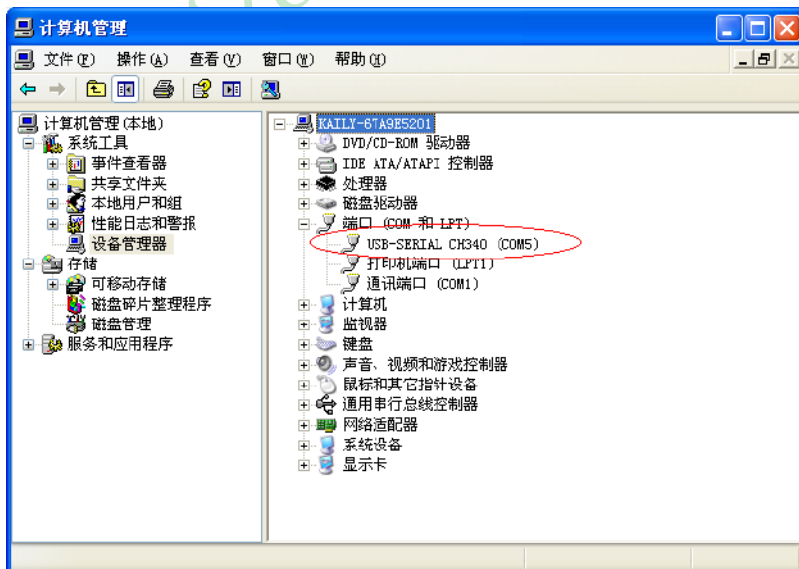 计算机管理
文件(F) 操作(A) 查看(V) 窗口(W) 帮助(H)
计算机管理(本地)
系统工具
事件查看器
共享文件夹
本地用户和组
性能日志和警报
设备管理器
存储
可移动存储
磁盘碎片整理程序
磁盘管理
服务和应用程序
KAILY-67A9E5201
DVD/CD-ROM 驱动器
IDE ATA/ATAPI 控制器
处理器
磁盘驱动器
端口 (COM 和 LPT)
USB-SERIAL CH340 (COM5)
打印机端口 (LPT1)
通讯端口 (COM1)
计算机
监视器
键盘
声音、视频和游戏控制器
鼠标和其它指针设备
通用串行总线控制器
网络适配器
系统设备
显示卡